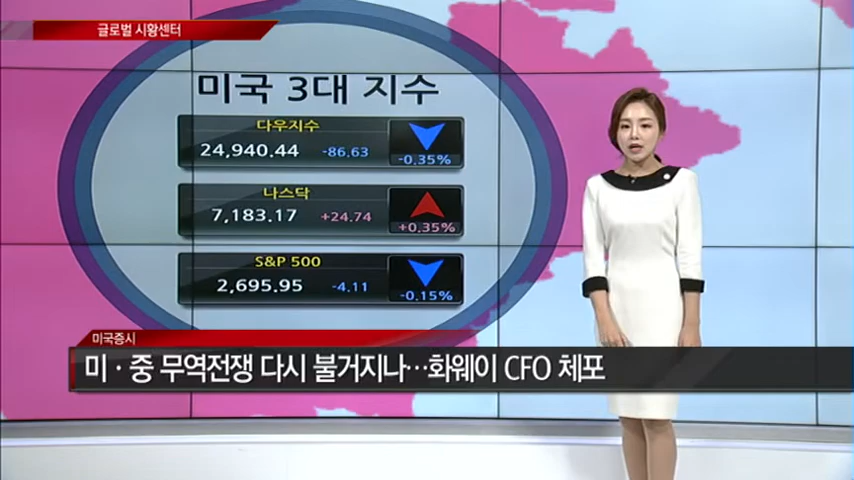 글로벌 시황센터
미국 3대 지수
다우지수
24,940.44 -86.63 -0.35%
나스닥
7,183.17 +24.74 +0.35%
S&P 500
2,695.95 -4.11 -0.15%
미국증시
미·중 무역전쟁 다시 불거지나…화웨이 CFO 체포